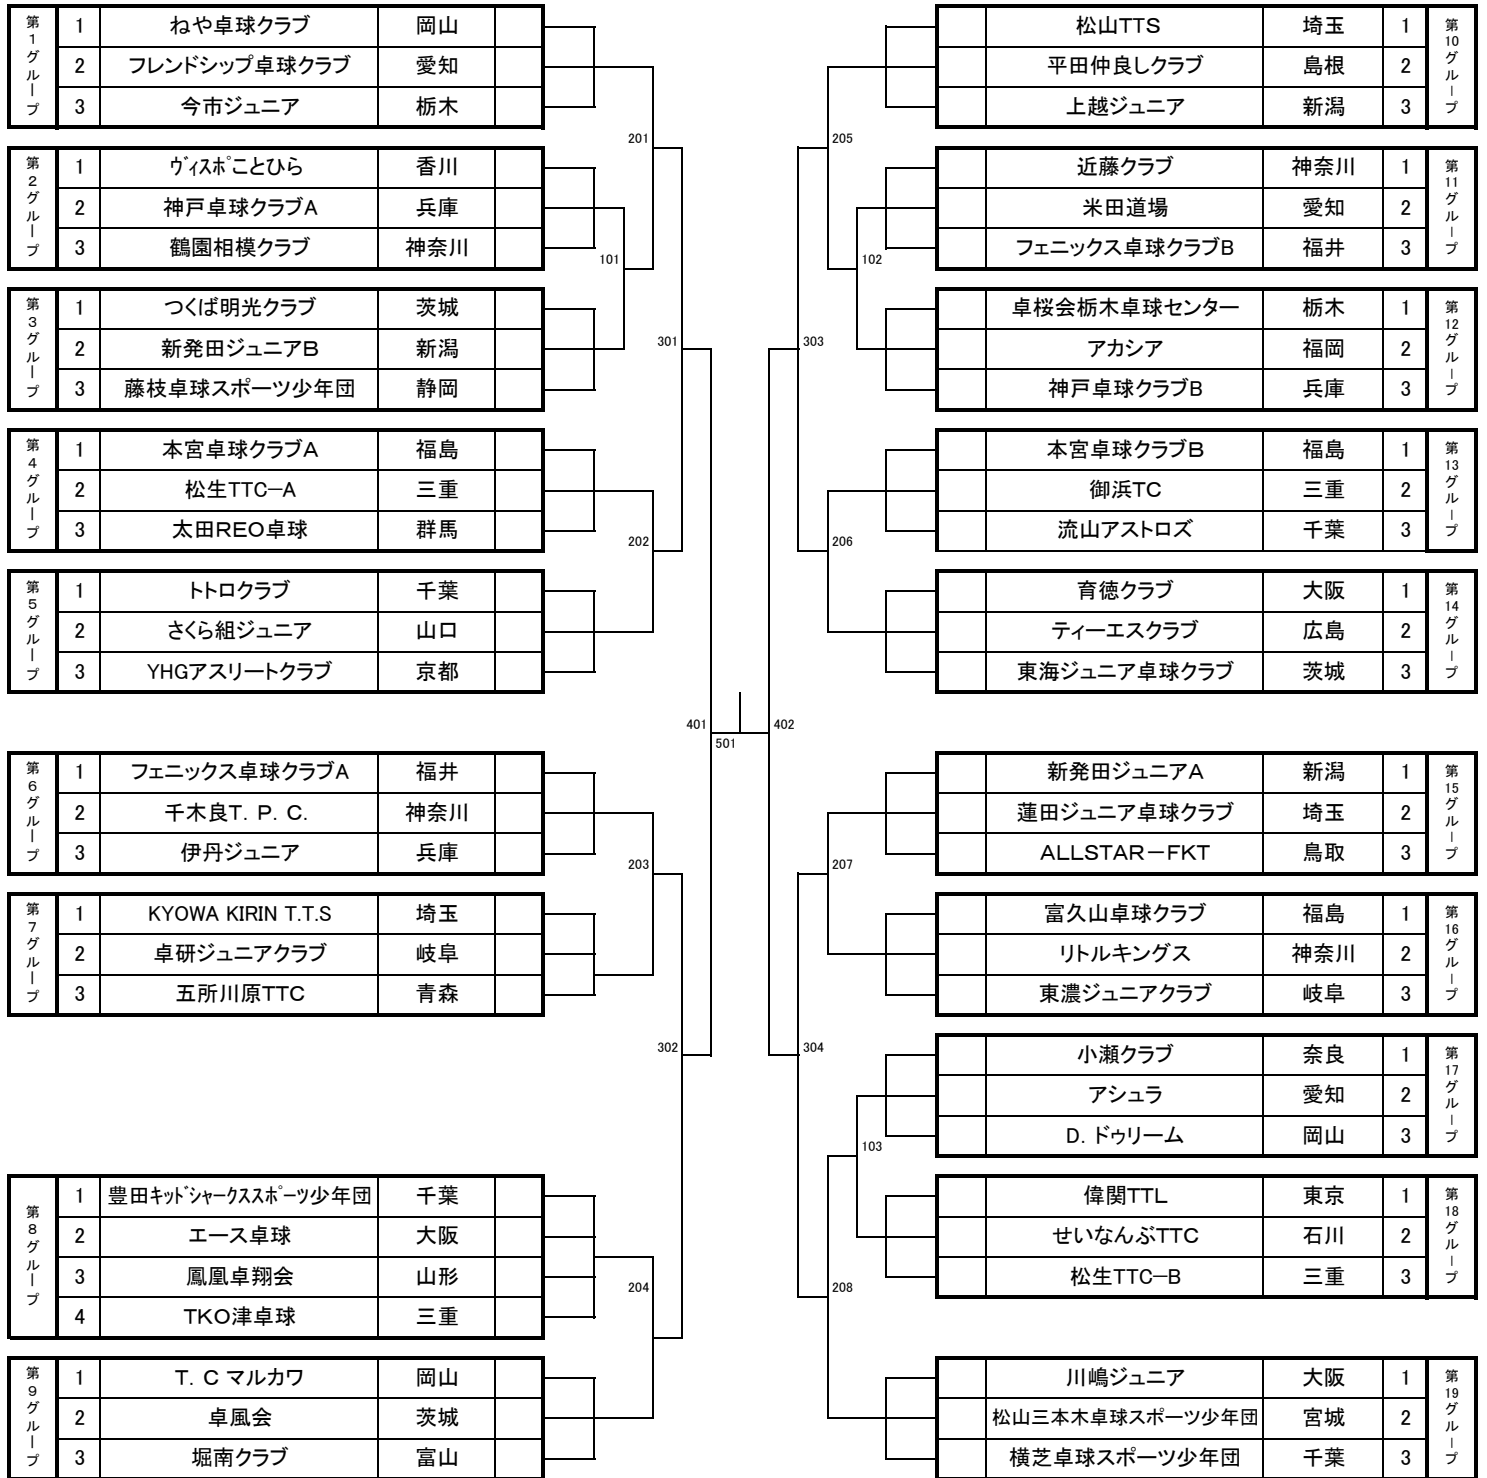 第1グループ
1 ねや卓球クラブ 岡山
2 フレンドシップ卓球クラブ 愛知
3 今市ジュニア 栃木
第2グループ
1 ヴィスポことひら 香川
2 神戸卓球クラブA 兵庫
3 鶴園相模クラブ 神奈川
第3グループ
1 つくば明光クラブ 茨城
2 新発田ジュニアB 新潟
3 藤枝卓球スポーツ少年団 静岡
第4グループ
1 本宮卓球クラブA 福島
2 松生TTC-A 三重
3 太田REO卓球 群馬
第5グループ
1 トトロクラブ 千葉
2 さくら組ジュニア 山口
3 YHGアスリートクラブ 京都
第6グループ
1 フェニックス卓球クラブA 福井
2 千木良T. P. C. 神奈川
3 伊丹ジュニア 兵庫
第7グループ
1 KYOWA KIRIN T.T.S 埼玉
2 卓研ジュニアクラブ 岐阜
3 五所川原TTC 青森
第8グループ
1 豊田キッドシャークススポーツ少年団 千葉
2 エース卓球 大阪
3 鳳凰卓翔会 山形
4 TKO津卓球 三重
第9グループ
1 T. C マルカワ 岡山
2 卓風会 茨城
3 堀南クラブ 富山
201
101
301
202
401
501
203
302
204
205
102
303
206
402
207
304
103
208
第10グループ
松山TTS 埼玉 1
平田仲良しクラブ 島根 2
上越ジュニア 新潟 3
第11グループ
近藤クラブ 神奈川 1
米田道場 愛知 2
フェニックス卓球クラブB 福井 3
第12グループ
卓桜会栃木卓球センター 栃木 1
アカシア 福岡 2
神戸卓球クラブB 兵庫 3
第13グループ
本宮卓球クラブB 福島 1
御浜TC 三重 2
流山アストロズ 千葉 3
第14グループ
育徳クラブ 大阪 1
ティーエスクラブ 広島 2
東海ジュニア卓球クラブ 茨城 3
第15グループ
新発田ジュニアA 新潟 1
蓮田ジュニア卓球クラブ 埼玉 2
ALLSTAR-FKT 鳥取 3
第16グループ
富久山卓球クラブ 福島 1
リトルキングス 神奈川 2
東濃ジュニアクラブ 岐阜 3
第17グループ
小瀬クラブ 奈良 1
アシュラ 愛知 2
D. ドゥリーム 岡山 3
第18グループ
偉関TTL 東京 1
せいなんぶTTC 石川 2
松生TTC-B 三重 3
第19グループ
川嶋ジュニア 大阪 1
松山三本木卓球スポーツ少年団 宮城 2
横芝卓球スポーツ少年団 千葉 3